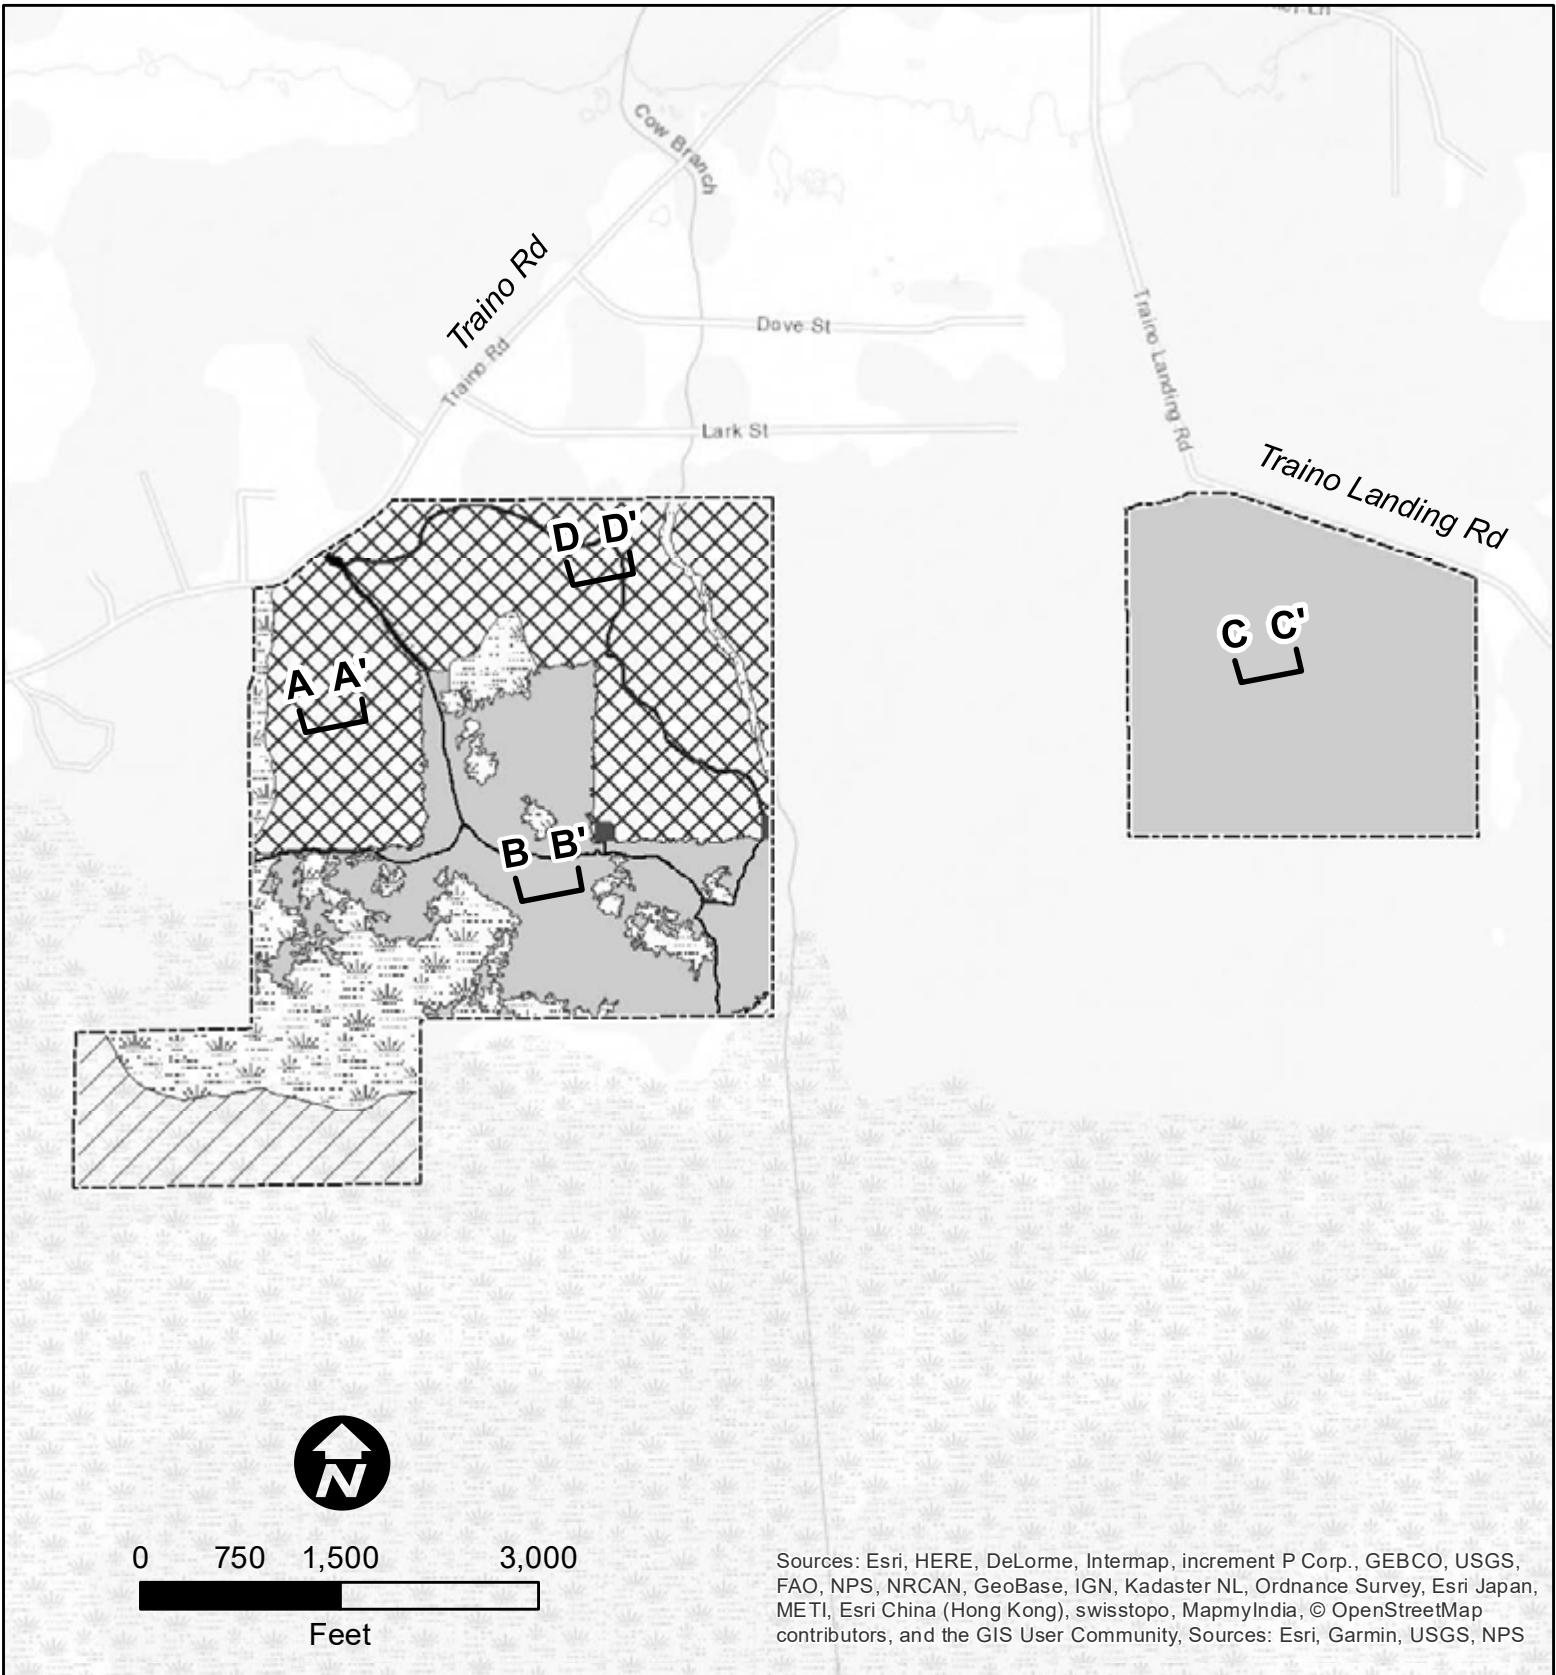 Cow Branch
Traino Rd
Traino Rd
Dove St
Lark St
Traino Landing Rd
Traino Landing Rd
D D'
C C'
A A'
B B'
N
0 750 1,500 3,000
Feet
Sources: Esri, HERE, DeLorme, Intermap, increment P Corp., GEBCO, USGS,
FAO, NPS, NRCAN, GeoBase, IGN, Kadaster NL, Ordnance Survey, Esri Japan,
METI, Esri China (Hong Kong), swisstopo, MapmyIndia, © OpenStreetMap
contributors, and the GIS User Community, Sources: Esri, Garmin, USGS, NPS